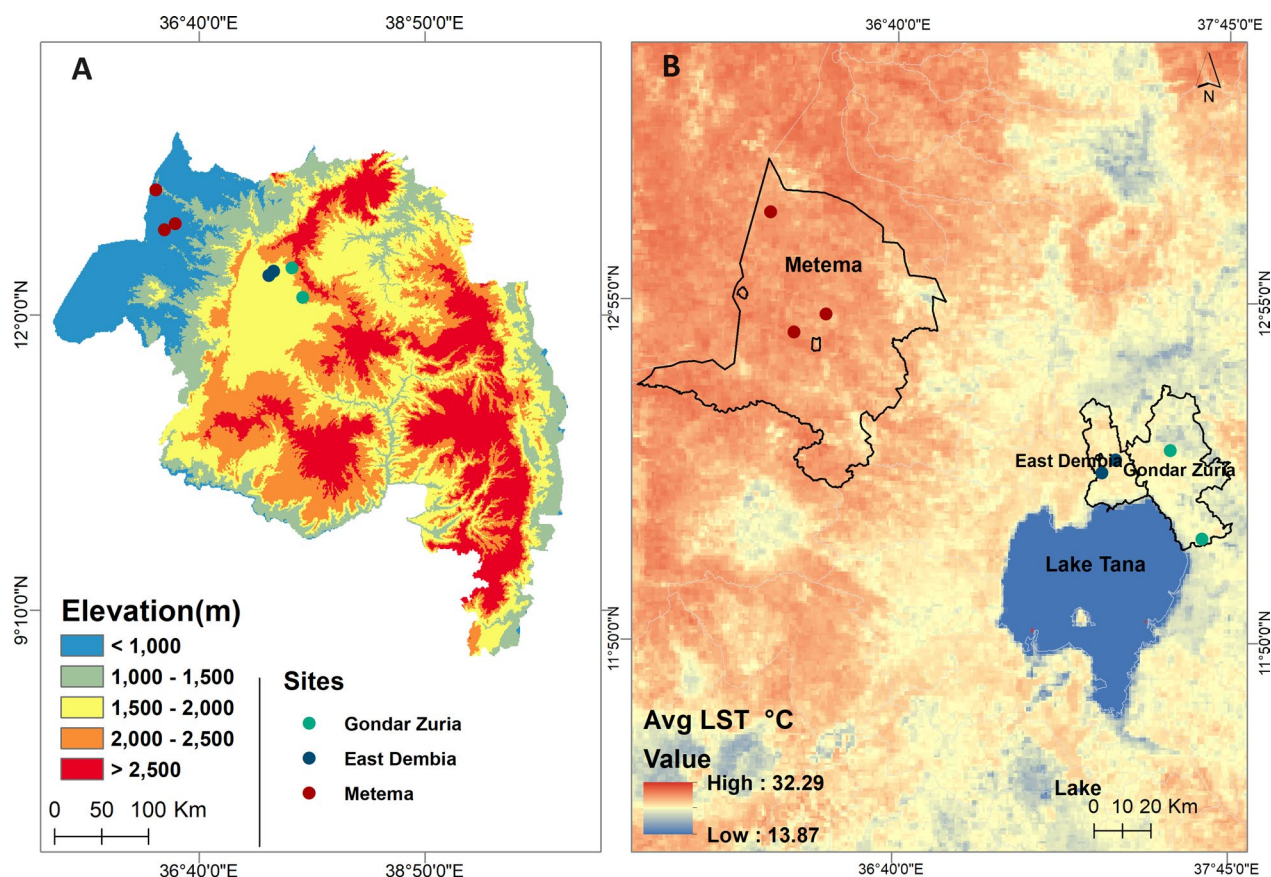 36°40'0"E
38°50'0"E
A
12°0'0"N
9°10'0"N
Elevation(m)
< 1,000
1,000 - 1,500
1,500 - 2,000
2,000 - 2,500
> 2,500
0 50 100 Km
Sites
Gondar Zuria
East Dembia
Metema
36°40'0"E
38°50'0"E
36°40'0"E
37°45'0"E
B
N
Metema
12°55'0"N
12°55'0"N
East Dembia
Gondar Zuria
Lake Tana
11°50'0"N
11°50'0"N
Avg LST °C
Value
High : 32.29
Low : 13.87
Lake
0 10 20 Km
36°40'0"E
37°45'0"E